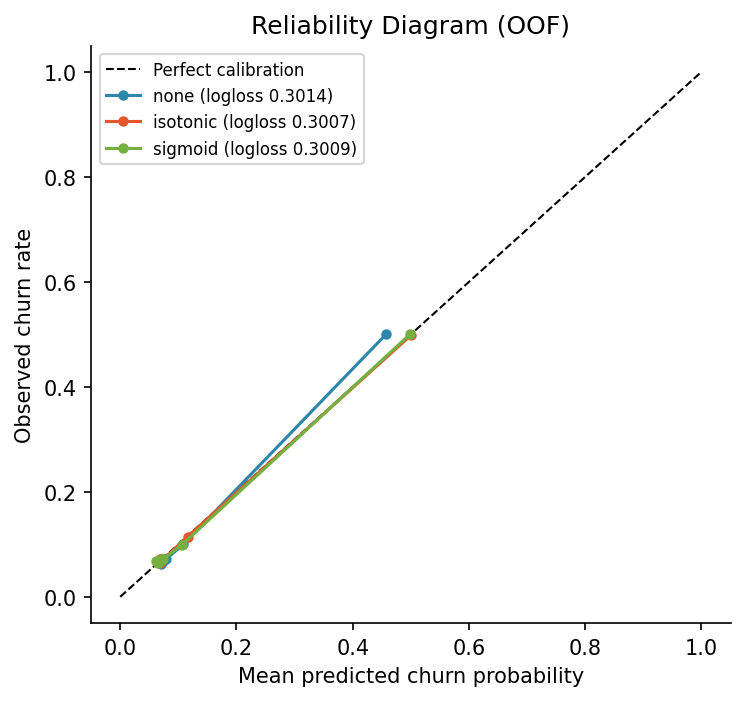 Reliability Diagram (OOF)
Perfect calibration
none (logloss 0.3014)
isotonic (logloss 0.3007)
sigmoid (logloss 0.3009)
Observed churn rate
1.0
0.8
0.6
0.4
0.2
0.0
0.0 0.2 0.4 0.6 0.8 1.0
Mean predicted churn probability